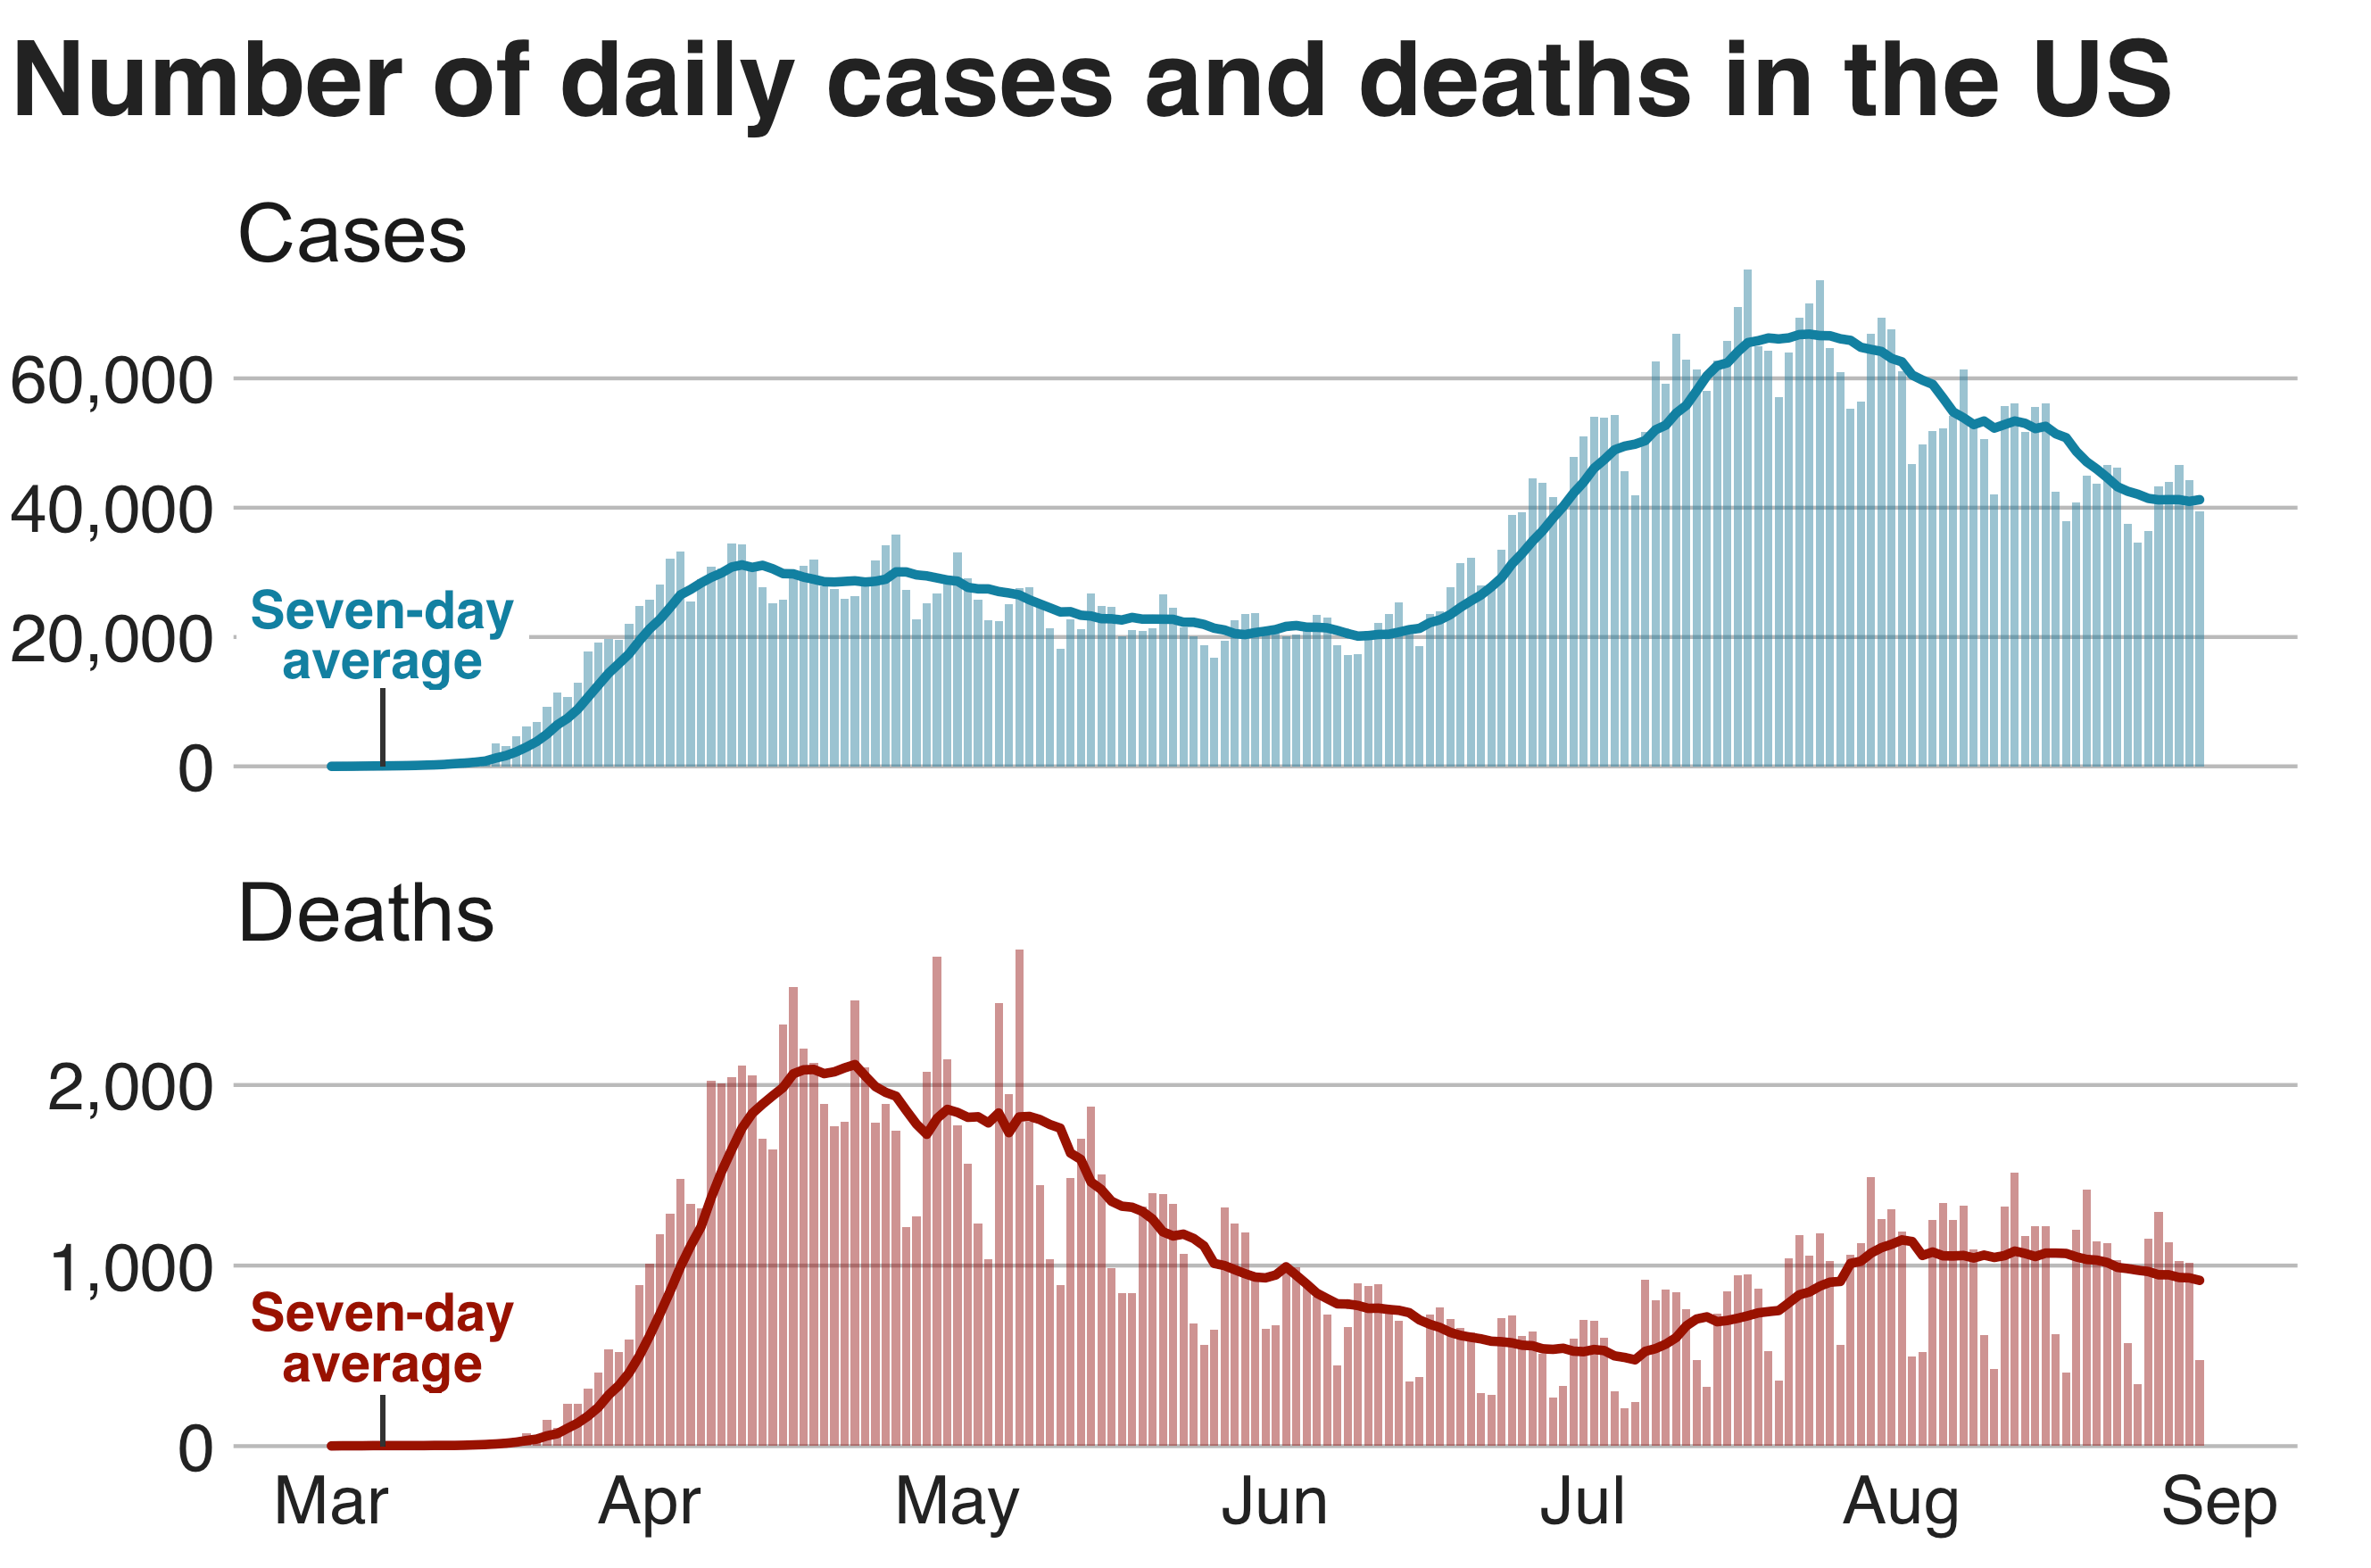 Number of daily cases and deaths in the US
Cases
60,000
40,000
Seven-day
20,000
average
0
Deaths
2,000
1,000
Seven-day
average
0
Mar Apr May Jun Jul Aug Sep